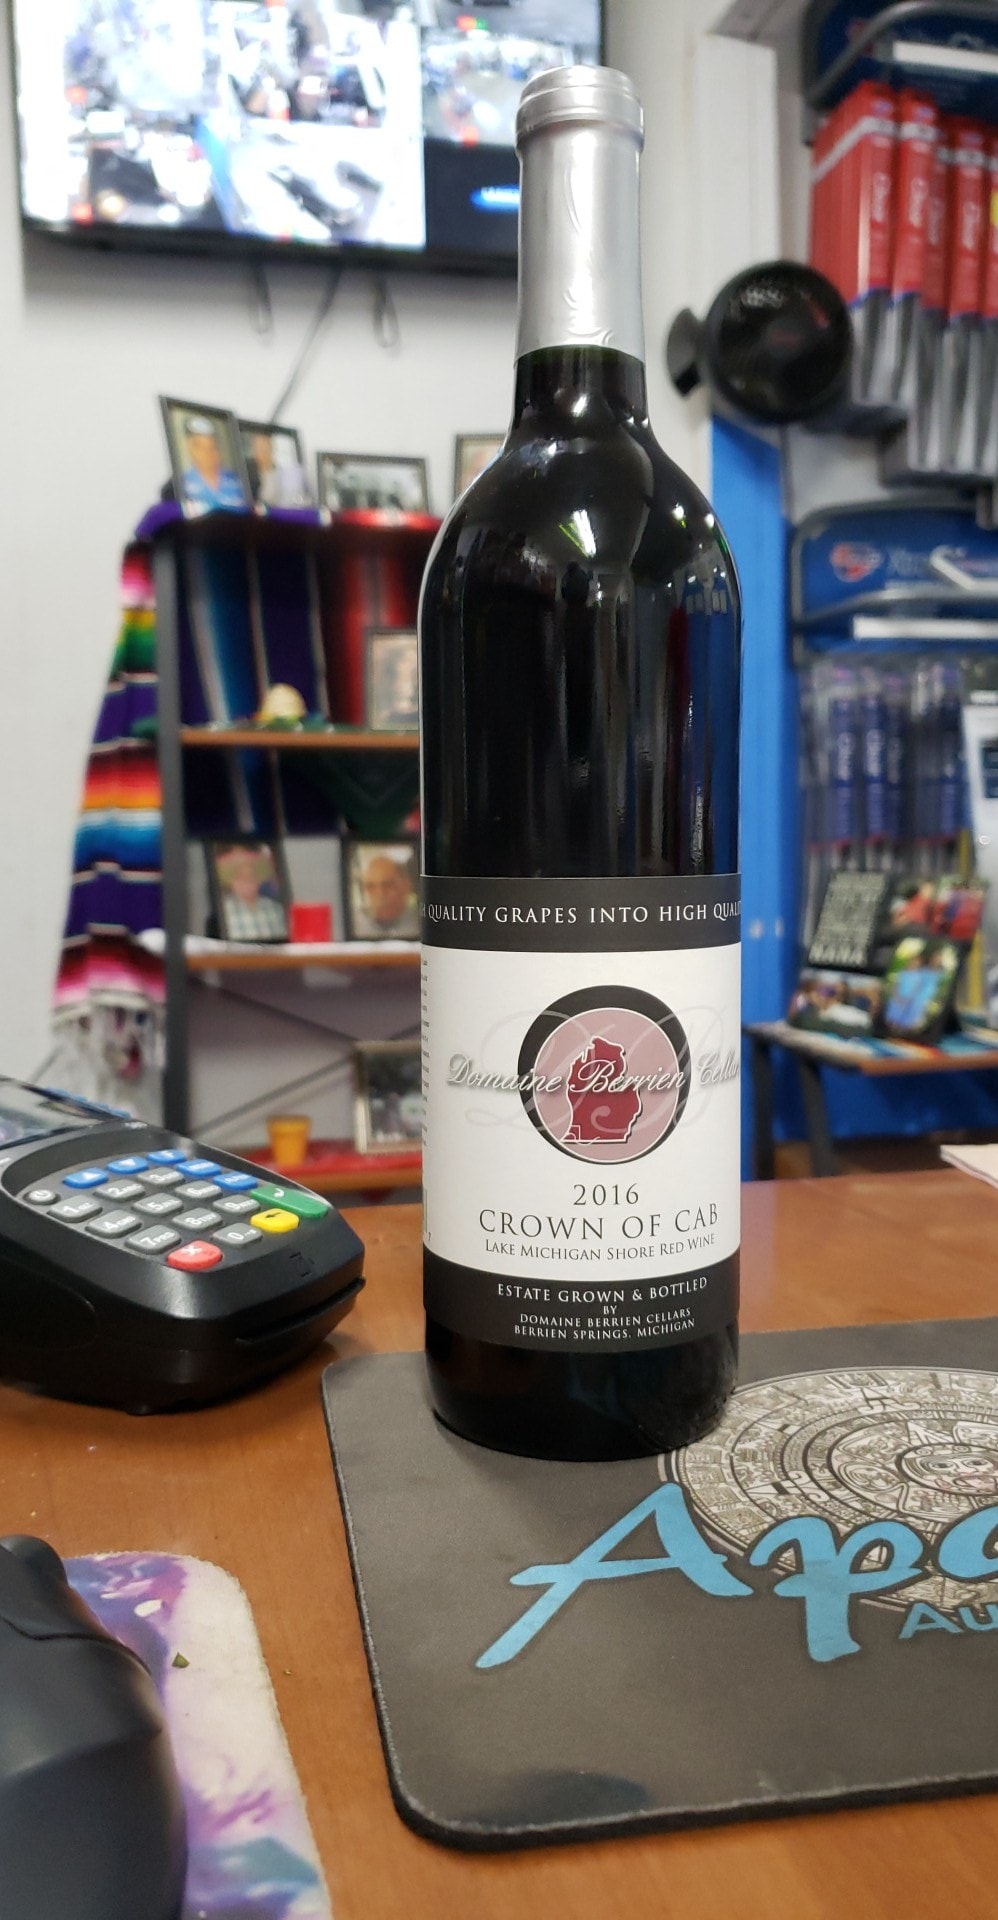 QUALITY GRAPES INTO HIGH
Domaine Berrien Cellars
2016
CROWN OF CAB
LAKE MICHIGAN SHORE RED WINE
ESTATE GROWN & BOTTLED
BY
DOMAINE BERRIEN CELLARS
BERRIEN SPRINGS, MICHIGAN
NANA